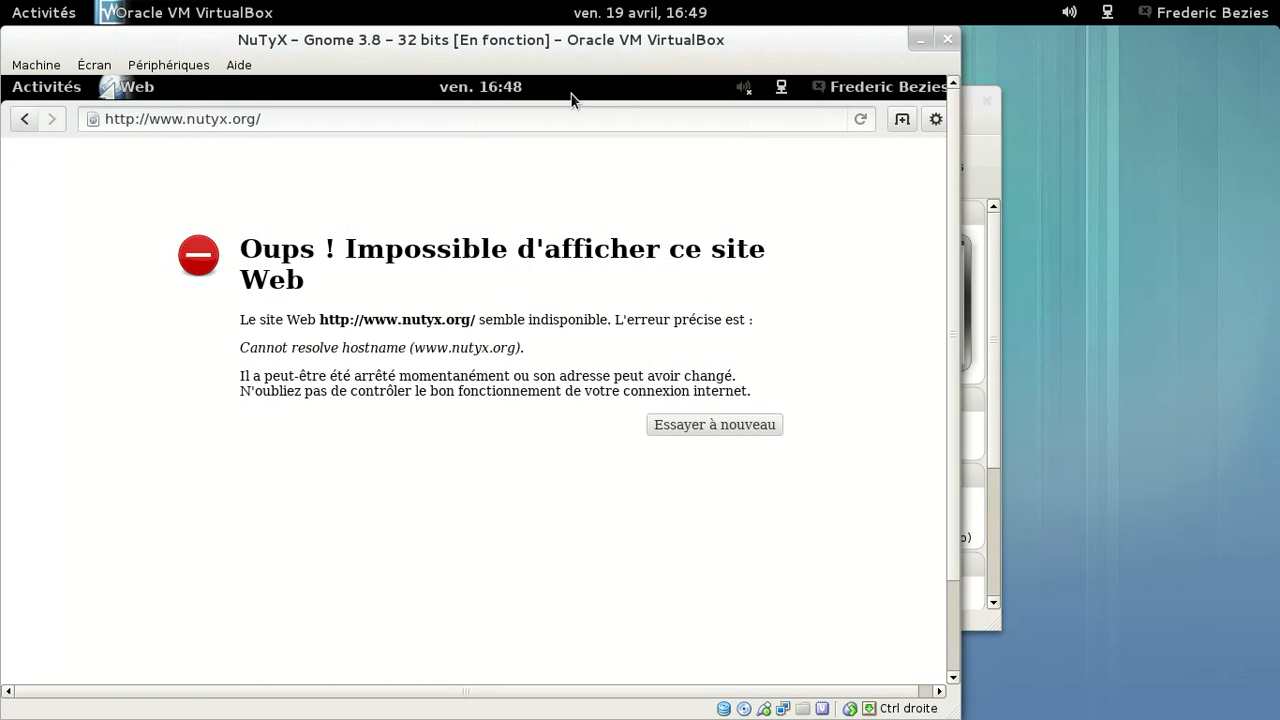 Activités Oracle VM VirtualBox ven. 19 avril, 16:49 Frederic Bezies
NuTyX – Gnome 3.8 – 32 bits [En fonction] – Oracle VM VirtualBox
Machine Écran Périphériques Aide
Activités Web ven. 16:48 Frederic Bezies
http://www.nutyx.org/
Oups ! Impossible d'afficher ce site
Web
Le site Web http://www.nutyx.org/ semble indisponible. L'erreur précise est :
Cannot resolve hostname (www.nutyx.org).
Il a peut-être été arrêté momentanément ou son adresse peut avoir changé.
N'oubliez pas de contrôler le bon fonctionnement de votre connexion internet.
Essayer à nouveau
o)
Ctrl droite